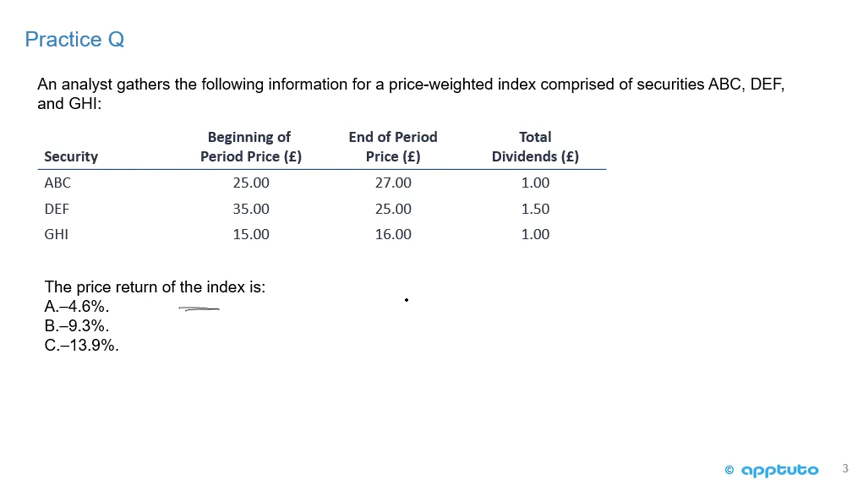 Practice Q
An analyst gathers the following information for a price-weighted index comprised of securities ABC, DEF,
and GHI:
Security Beginning of Period Price (£) End of Period Price (£) Total Dividends (£)
ABC 25.00 27.00 1.00
DEF 35.00 25.00 1.50
GHI 15.00 16.00 1.00
The price return of the index is:
A.–4.6%.
B.–9.3%.
C.–13.9%.
© apptuto 3